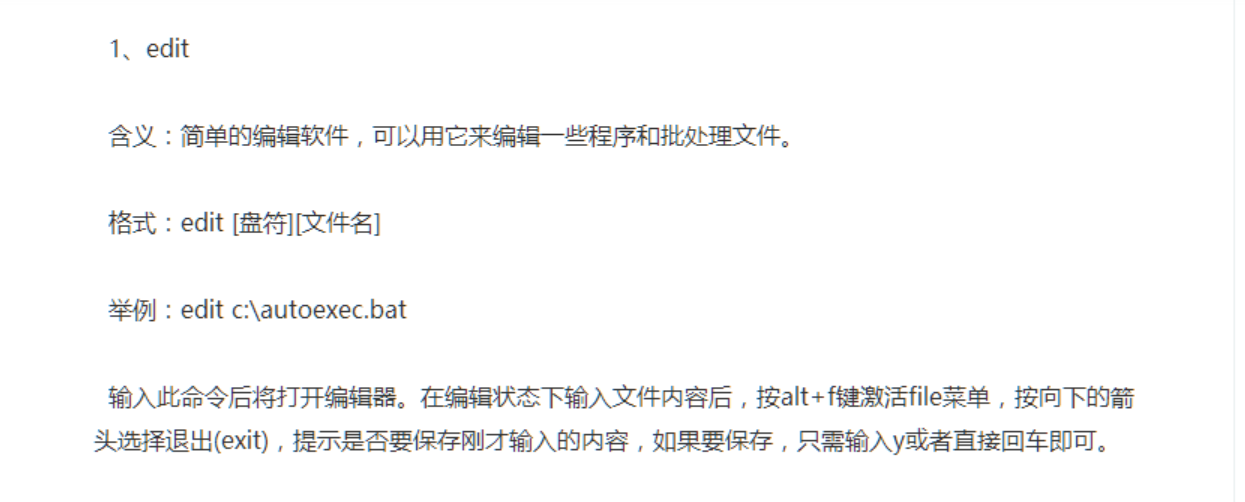 1、edit
含义：简单的编辑软件，可以用它来编辑一些程序和批处理文件。
格式：edit [盘符][文件名]
举例：edit c:\autoexec.bat
输入此命令后将打开编辑器。在编辑状态下输入文件内容后，按alt+f键激活file菜单，按向下的箭
头选择退出(exit)，提示是否要保存刚才输入的内容，如果要保存，只需输入y或者直接回车即可。